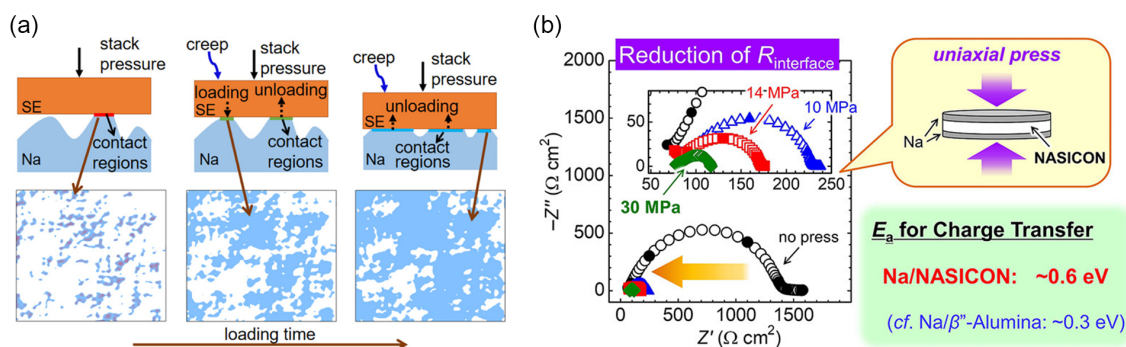 (a)
stack
pressure
SE
Na
contact
regions
creep
stack
pressure
loading
unloading
SE
Na
contact
regions
creep
stack
pressure
unloading
SE
contact
regions
Na
loading time
(b)
Reduction of Rinterface
2000
1500
1000
500
0
−Z″ (Ω cm²)
50
0
50
100
150
200
250
14 MPa
10 MPa
30 MPa
no press
0
500
1000
1500
2000
Z′ (Ω cm²)
uniaxial press
Na
NASICON
Ea for Charge Transfer
Na/NASICON: ~0.6 eV
(cf. Na/β″-Alumina: ~0.3 eV)